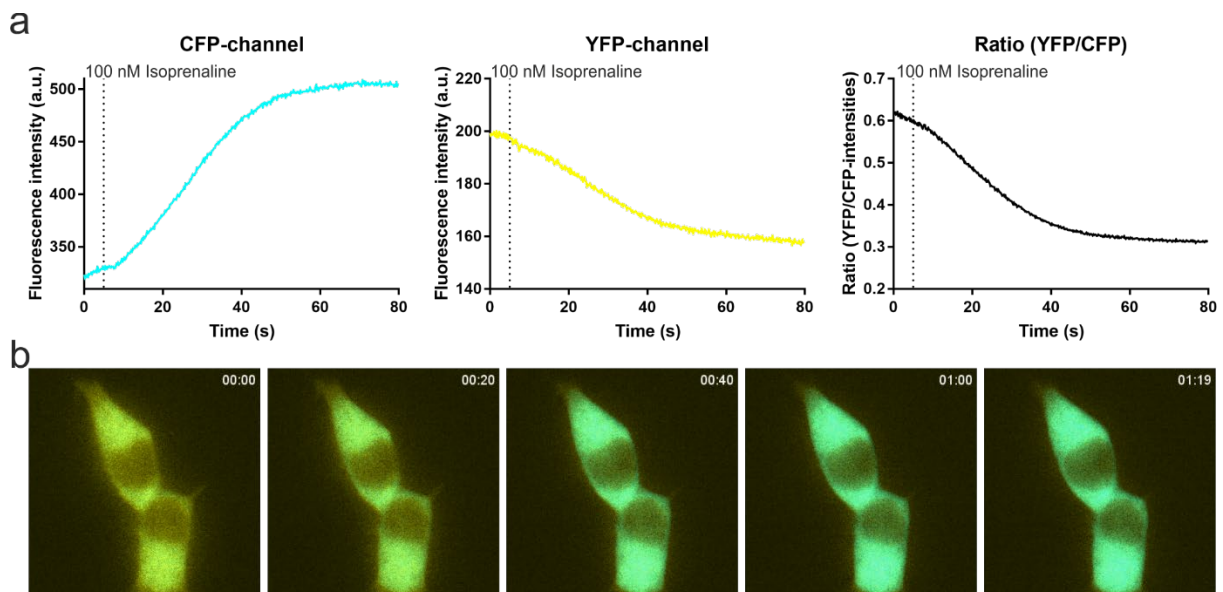 a
CFP-channel
YFP-channel
Ratio (YFP/CFP)
100 nM Isoprenaline
100 nM Isoprenaline
100 nM Isoprenaline
Fluorescence intensity (a.u.)
500
450
400
350
0 20 40 60 80
Time (s)
Fluorescence intensity (a.u.)
220
200
180
160
140
0 20 40 60 80
Time (s)
Ratio (YFP/CFP-intensities)
0.7
0.6
0.5
0.4
0.3
0.2
0 20 40 60 80
Time (s)
b
00:00
00:20
00:40
01:00
01:19